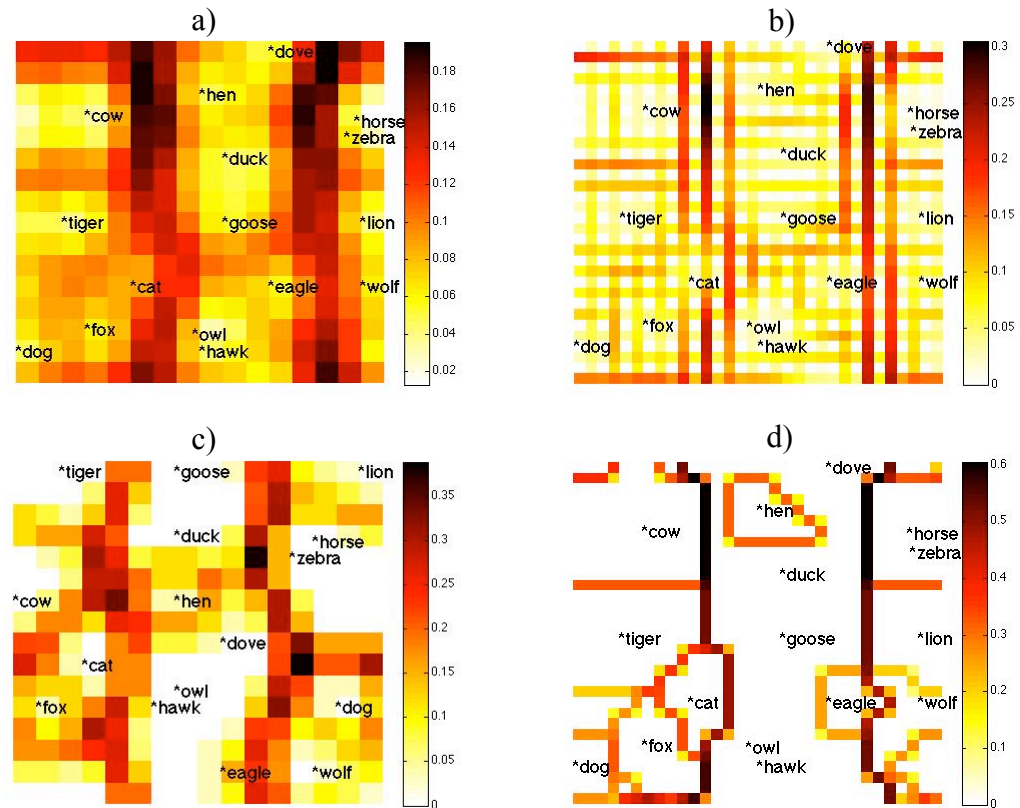 a)
*dove
*hen
*cow
*horse
*zebra
*duck
*tiger
*goose
*lion
*cat
*eagle
*wolf
*fox
*owl
*dog
*hawk
0.18
0.16
0.14
0.12
0.1
0.08
0.06
0.04
0.02
b)
*dove
*hen
*cow
*horse
*zebra
*duck
*tiger
*goose
*lion
*cat
*eagle
*wolf
*fox
*owl
*dog
*hawk
0.3
0.25
0.2
0.15
0.1
0.05
0
c)
*tiger
*goose
*lion
*duck
*horse
*zebra
*cow
*hen
*dove
*cat
*owl
*fox
*hawk
*dog
*eagle
*wolf
0.35
0.3
0.25
0.2
0.15
0.1
0.05
0
d)
*dove
*hen
*cow
*horse
*zebra
*duck
*tiger
*goose
*lion
*cat
*eagle
*wolf
*fox
*owl
*dog
*hawk
0.6
0.5
0.4
0.3
0.2
0.1
0